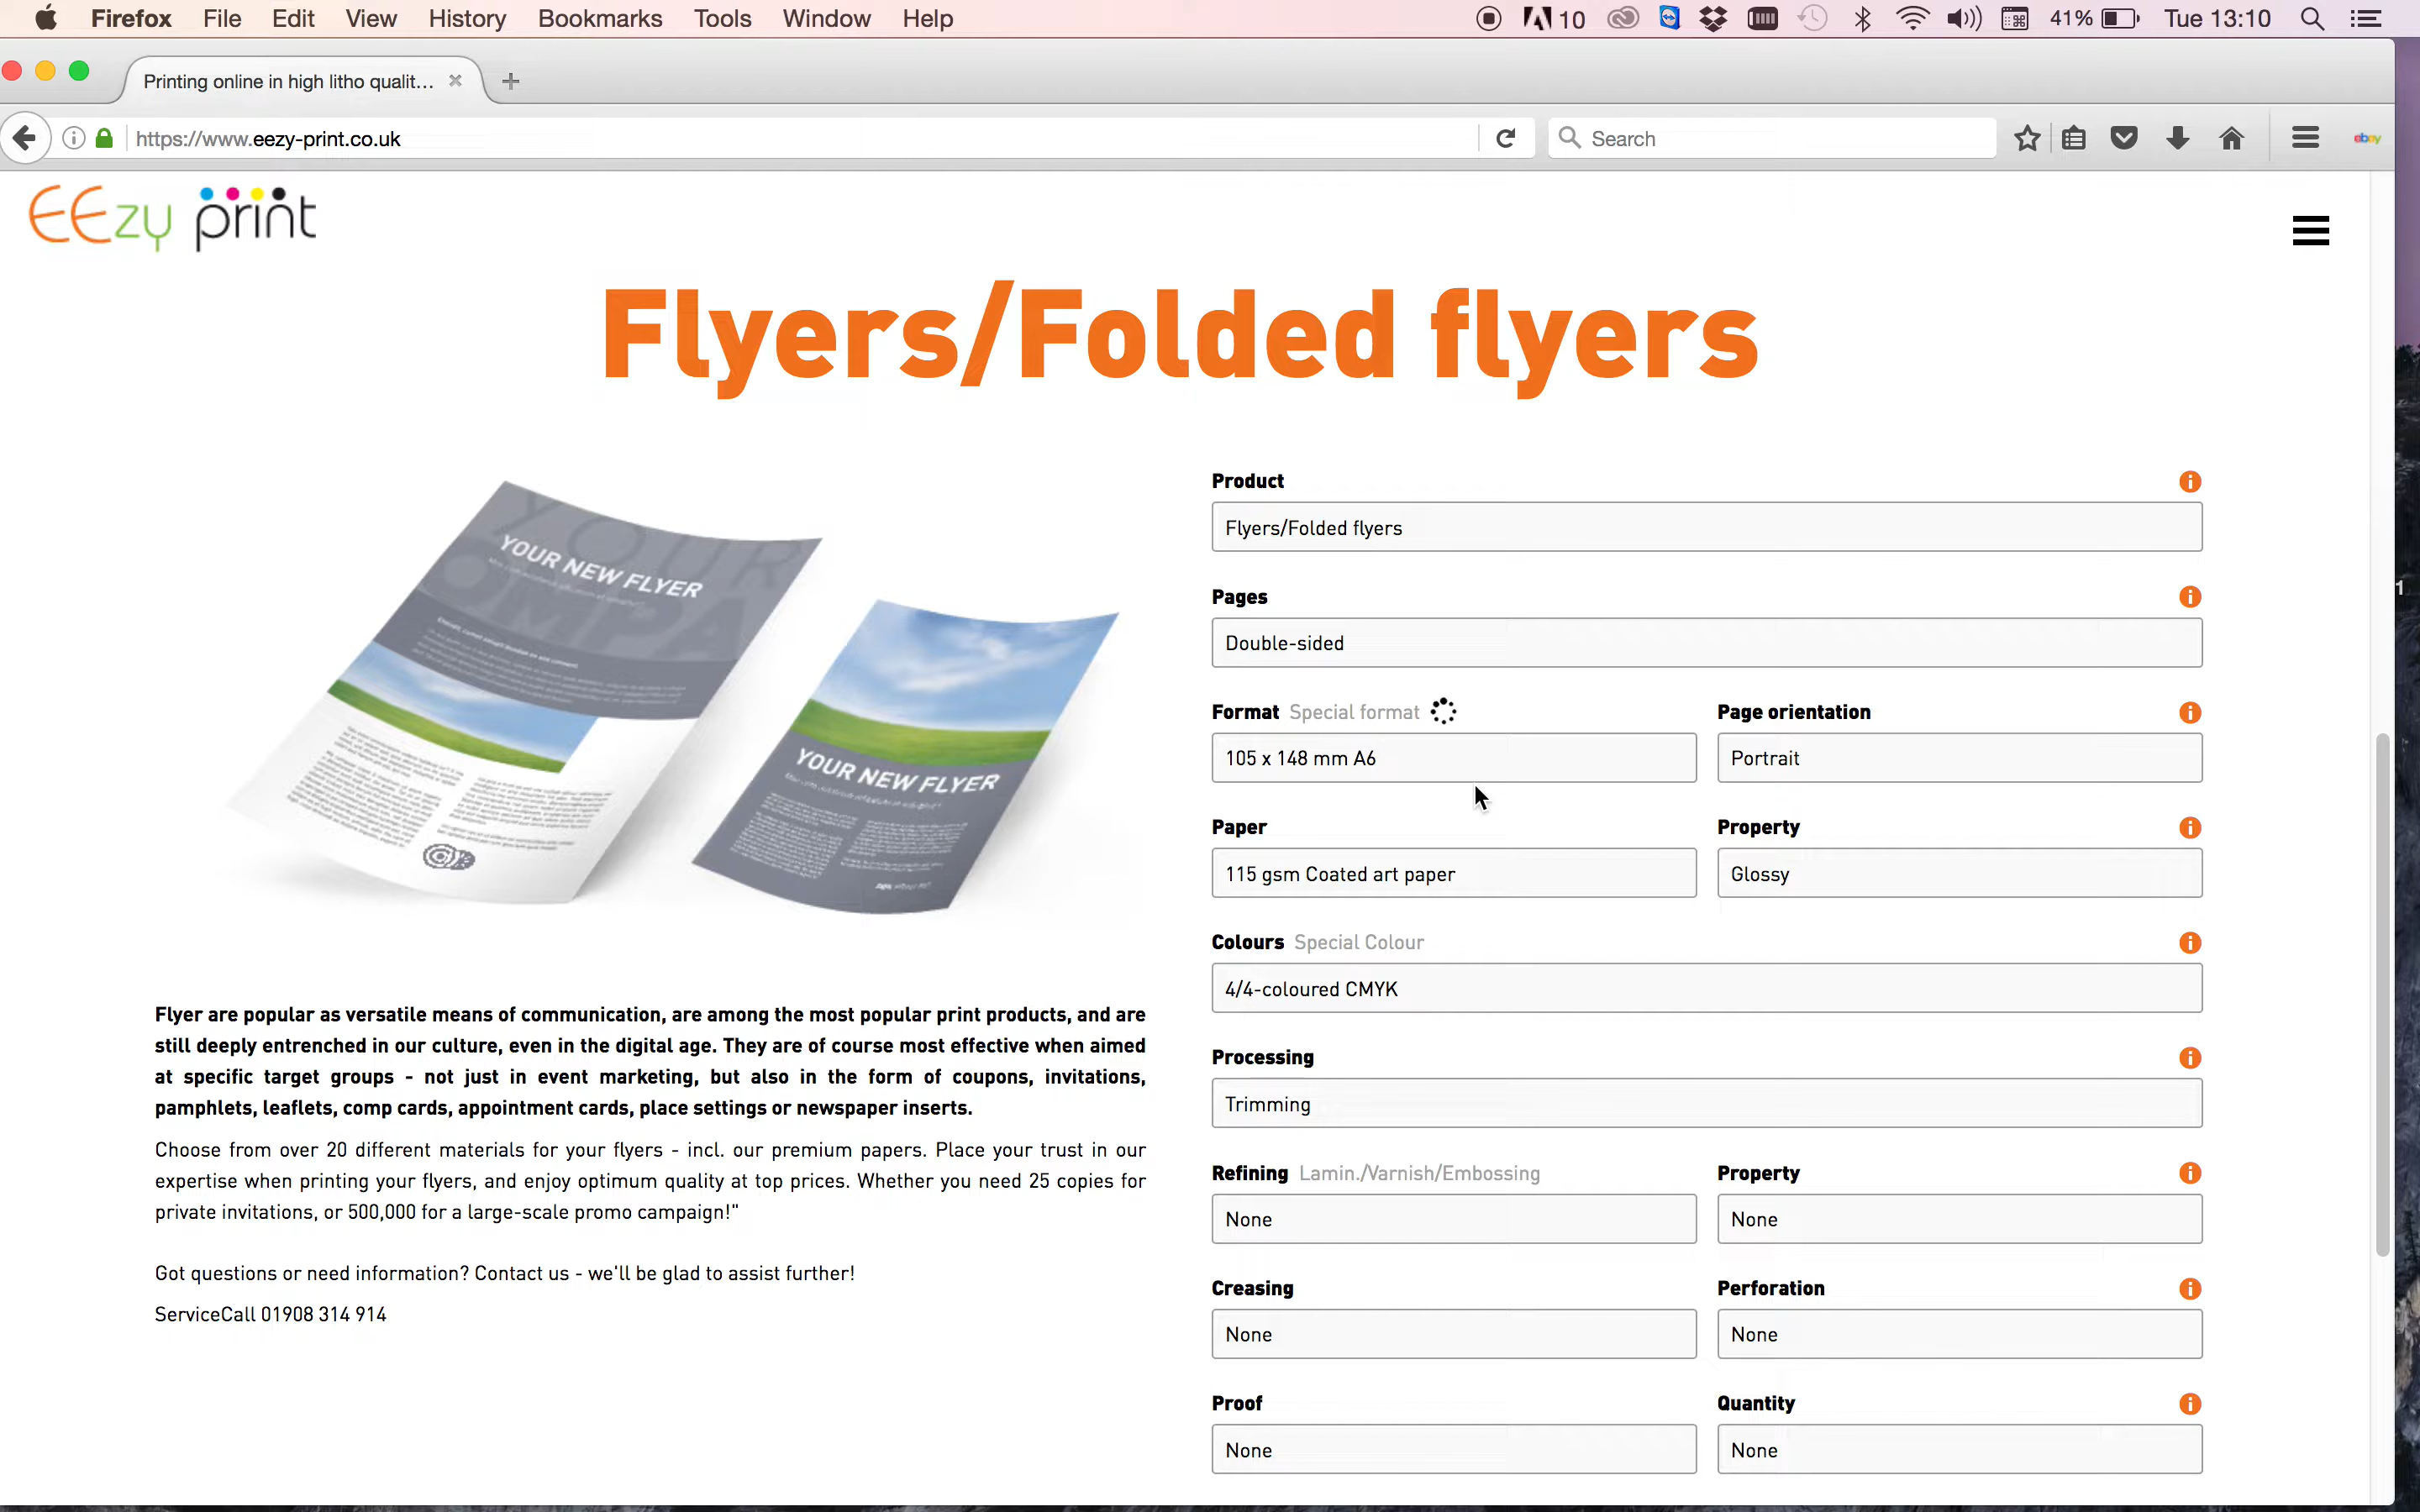 Firefox File Edit View History Bookmarks Tools Window Help 10 41% Tue 13:10
Printing online in high litho qualit...
https://www.eezy-print.co.uk Search ebay
EEzy print
Flyers/Folded flyers
YOUR NEW FLYER
YOUR NEW FLYER
Flyer are popular as versatile means of communication, are among the most popular print products, and are
still deeply entrenched in our culture, even in the digital age. They are of course most effective when aimed
at specific target groups - not just in event marketing, but also in the form of coupons, invitations,
pamphlets, leaflets, comp cards, appointment cards, place settings or newspaper inserts.
Choose from over 20 different materials for your flyers - incl. our premium papers. Place your trust in our
expertise when printing your flyers, and enjoy optimum quality at top prices. Whether you need 25 copies for
private invitations, or 500,000 for a large-scale promo campaign!"
Got questions or need information? Contact us - we'll be glad to assist further!
ServiceCall 01908 314 914
Product
Flyers/Folded flyers
Pages
Double-sided
Format Special format Page orientation
105 x 148 mm A6 Portrait
Paper Property
115 gsm Coated art paper Glossy
Colours Special Colour
4/4-coloured CMYK
Processing
Trimming
Refining Lamin./Varnish/Embossing Property
None None
Creasing Perforation
None None
Proof Quantity
None None
1